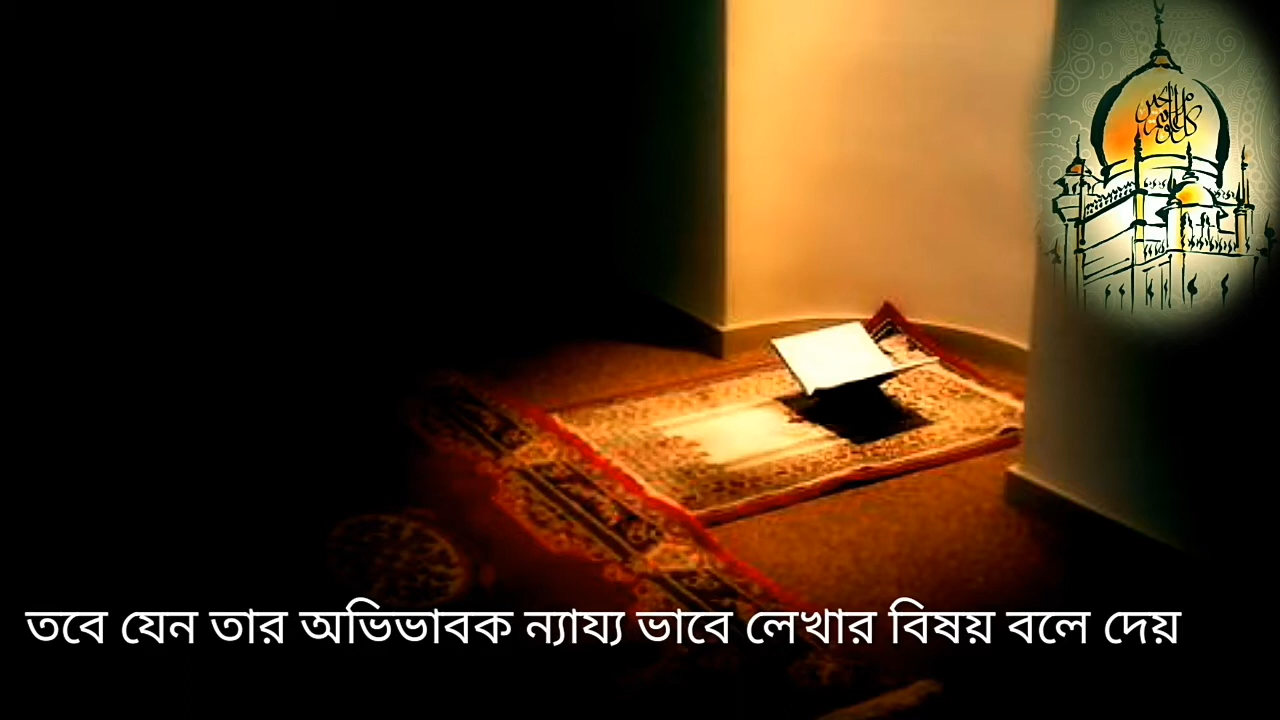 তবে যেন তার অভিভাবক ন্যায্য ভাবে লেখার বিষয় বলে দেয়